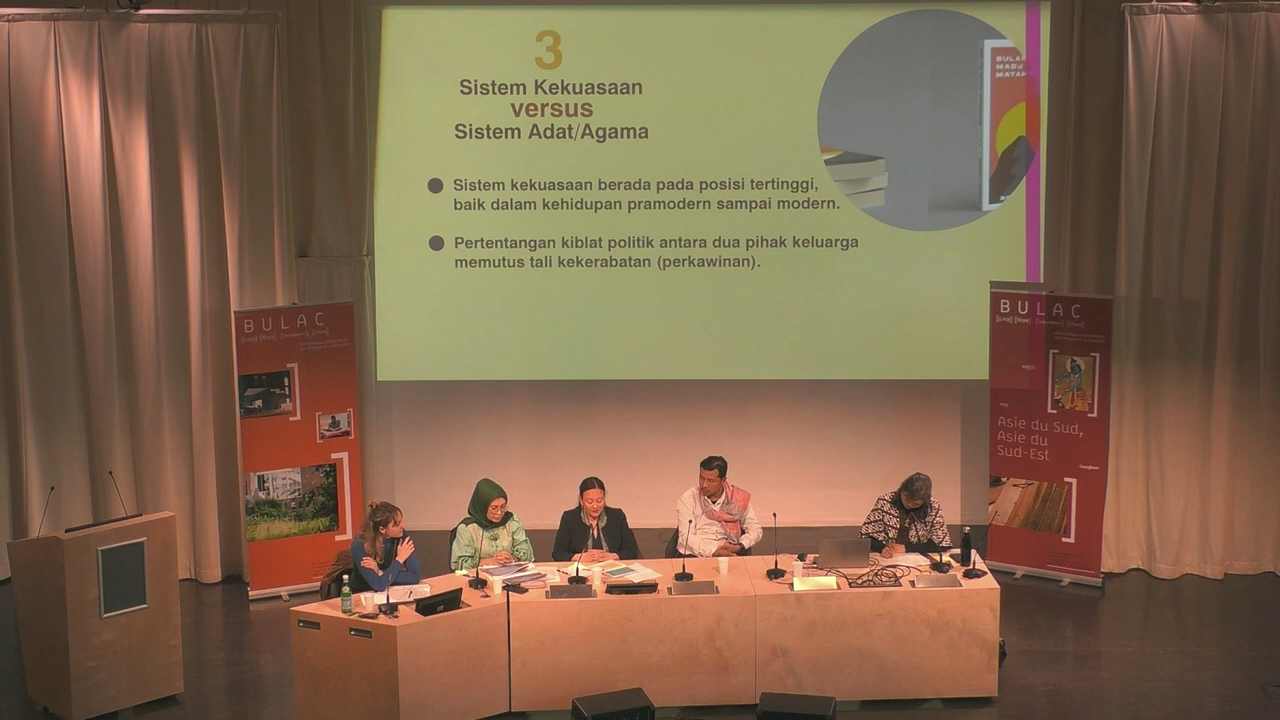 3
Sistem Kekuasaan
versus
Sistem Adat/Agama
● Sistem kekuasaan berada pada posisi tertinggi,
baik dalam kehidupan pramodern sampai modern.
● Pertentangan kiblat politik antara dua pihak keluarga
memutus tali kekerabatan (perkawinan).
BULAC
BULAC
Asie du Sud,
Asie du
Sud-Est